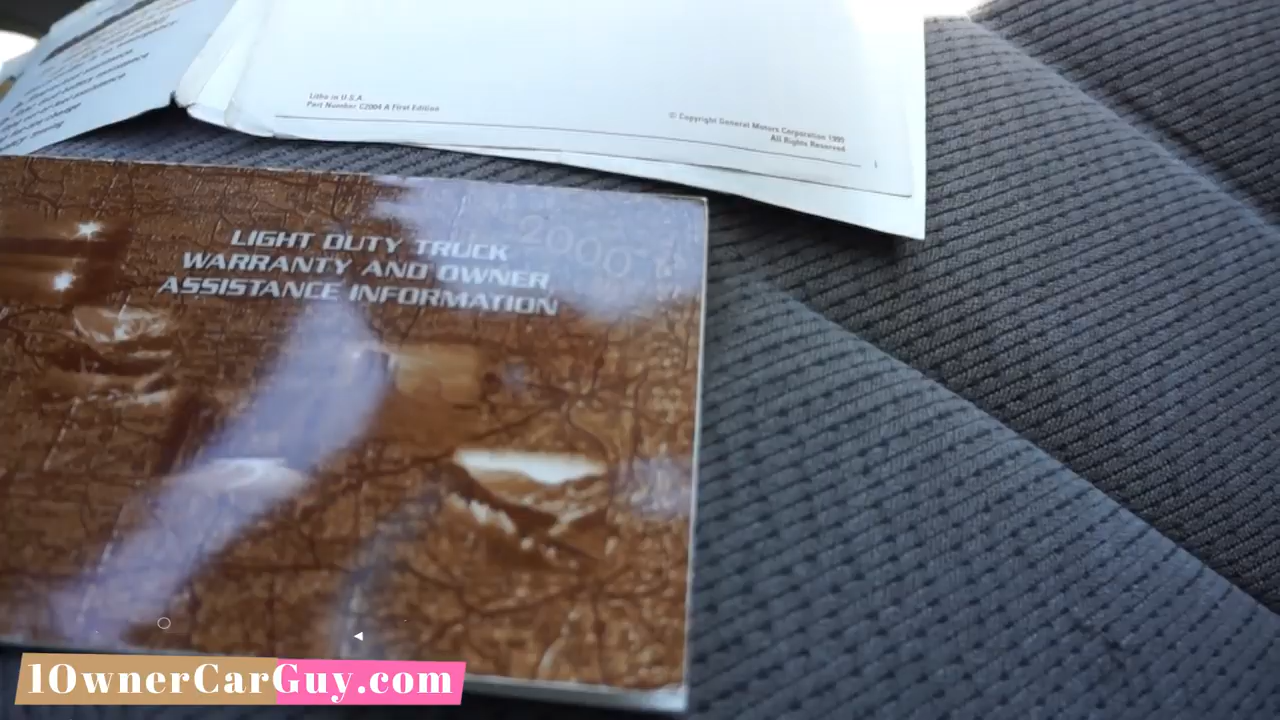 Litho in U.S.A.
Part Number C2004 A First Edition
© Copyright General Motors Corporation 1999
All Rights Reserved
2000
LIGHT DUTY TRUCK
WARRANTY AND OWNER
ASSISTANCE INFORMATION
1OwnerCarGuy.com